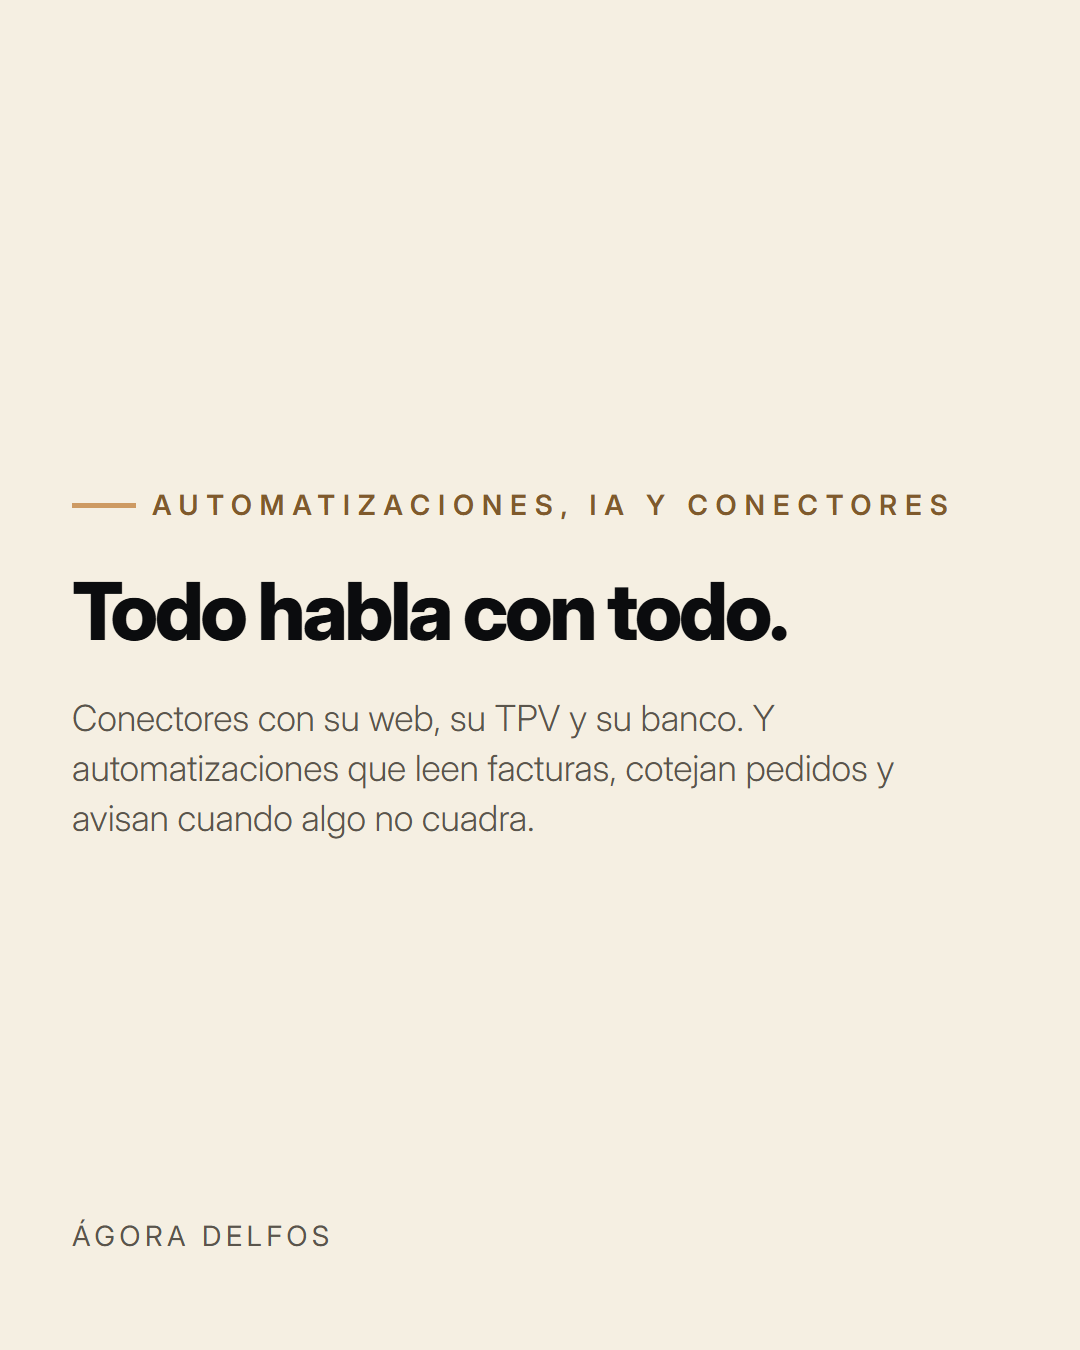 AUTOMATIZACIONES, IA Y CONECTORES
Todo habla con todo.
Conectores con su web, su TPV y su banco. Y
automatizaciones que leen facturas, cotejan pedidos y
avisan cuando algo no cuadra.
ÁGORA DELFOS